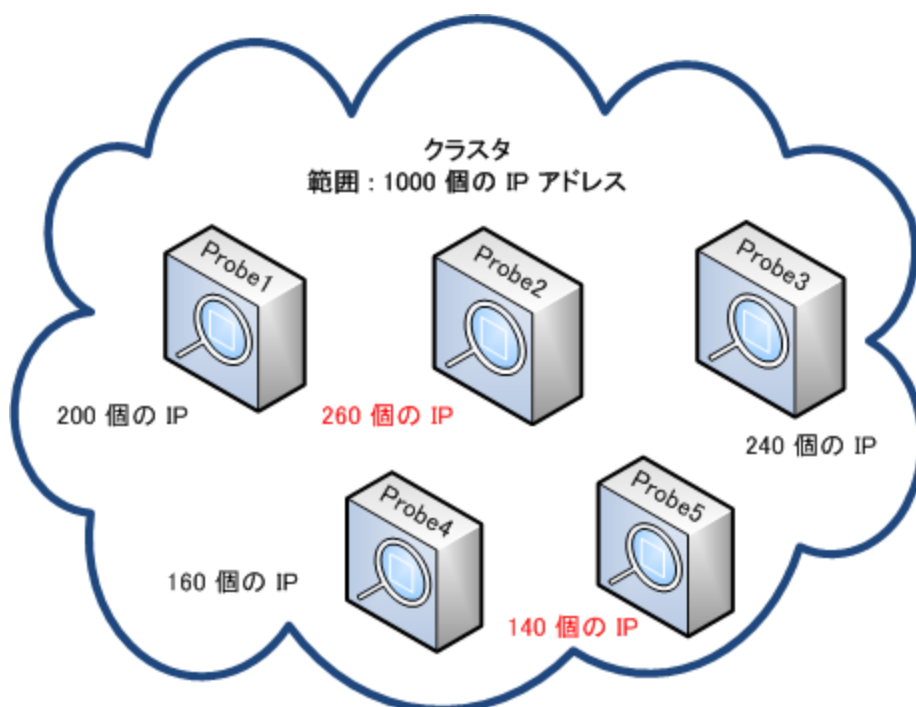 クラスタ
範囲 : 1000 個の IP アドレス
Probe1
Probe2
Probe3
200 個の IP
260 個の IP
240 個の IP
Probe4
Probe5
160 個の IP
140 個の IP